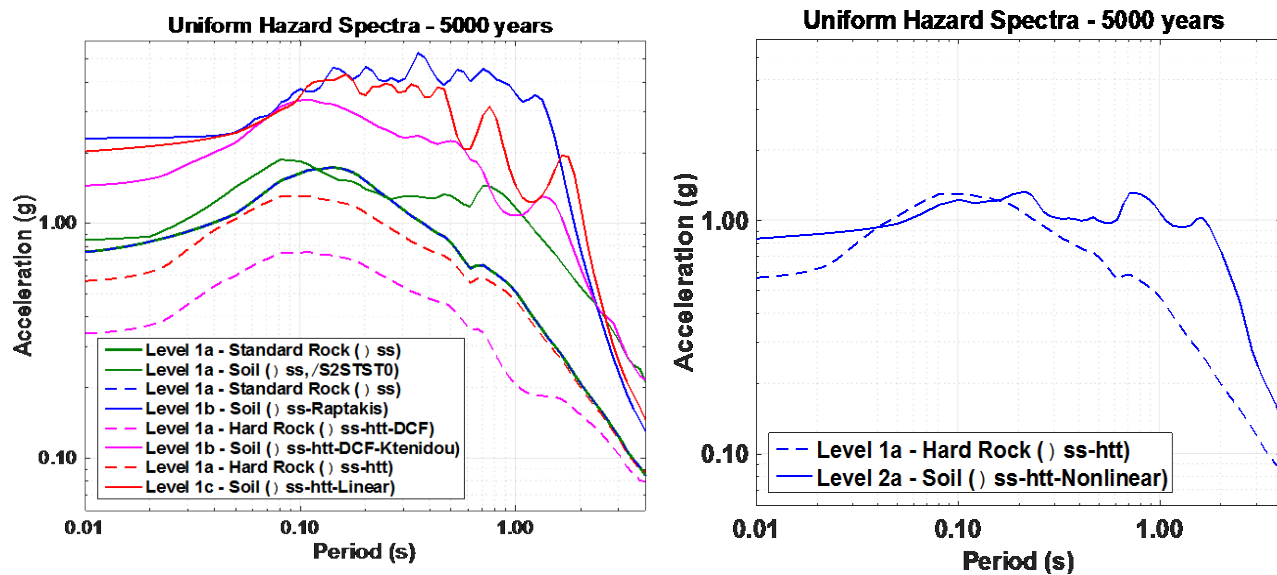 Uniform Hazard Spectra - 5000 years
Acceleration (g)
1.00
0.10
Level 1a - Standard Rock () ss)
Level 1a - Soil () ss, /S2STST0)
Level 1a - Standard Rock () ss)
Level 1b - Soil () ss-Raptakis)
Level 1a - Hard Rock () ss-htt-DCF)
Level 1b - Soil () ss-htt-DCF-Ktenidou)
Level 1a - Hard Rock () ss-htt)
Level 1c - Soil () ss-htt-Linear)
0.01 0.10 1.00
Period (s)
Uniform Hazard Spectra - 5000 years
Acceleration (g)
1.00
0.10
Level 1a - Hard Rock () ss-htt)
Level 2a - Soil () ss-htt-Nonlinear)
0.01 0.10 1.00
Period (s)